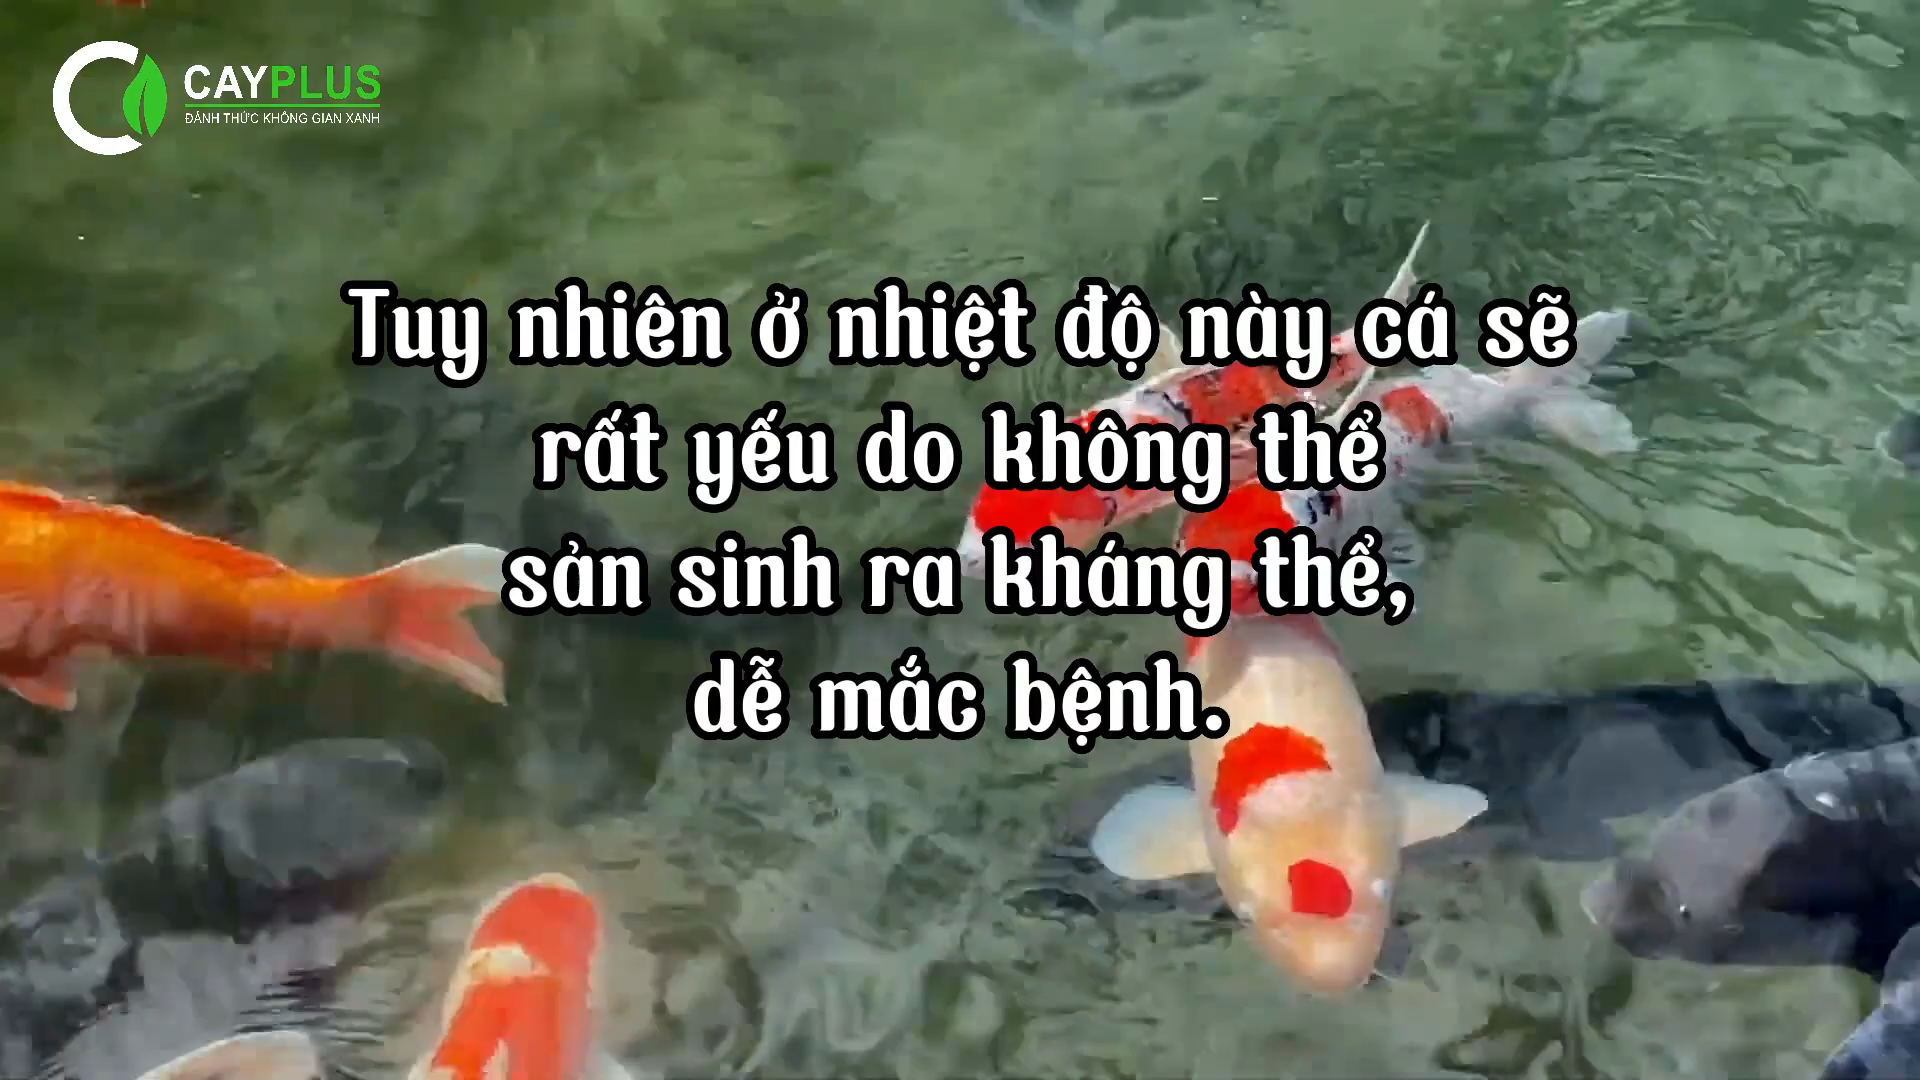 CAYPLUS
ĐÁNH THỨC KHÔNG GIAN XANH
Tuy nhiên ở nhiệt độ này cá sẽ
rất yếu do không thể
sản sinh ra kháng thể,
dễ mắc bệnh.